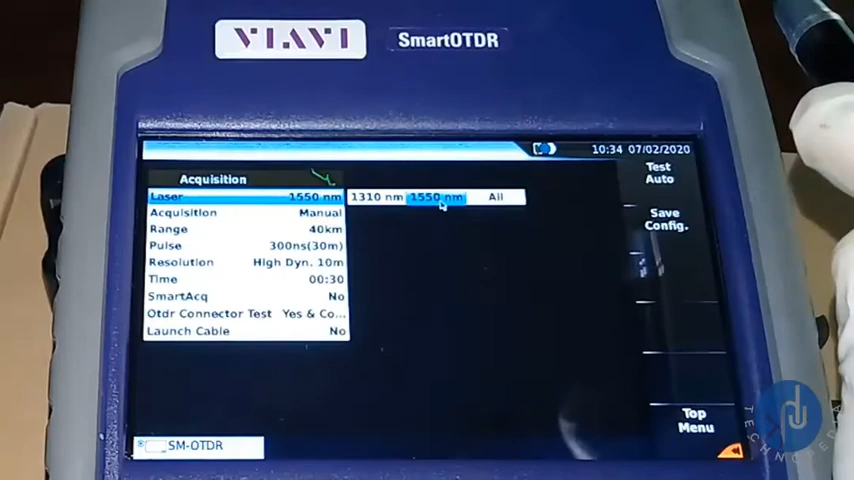 VIAVI
SmartOTDR
10:34 07/02/2020
Acquisition
Laser 1550 nm 1310 nm 1550 nm All
Acquisition Manual
Range 40km
Pulse 300ns(30m)
Resolution High Dyn. 10m
Time 00:30
SmartAcq No
Otdr Connector Test Yes & Co...
Launch Cable No
Test
Auto
Save
Config.
Top
Menu
SM-OTDR